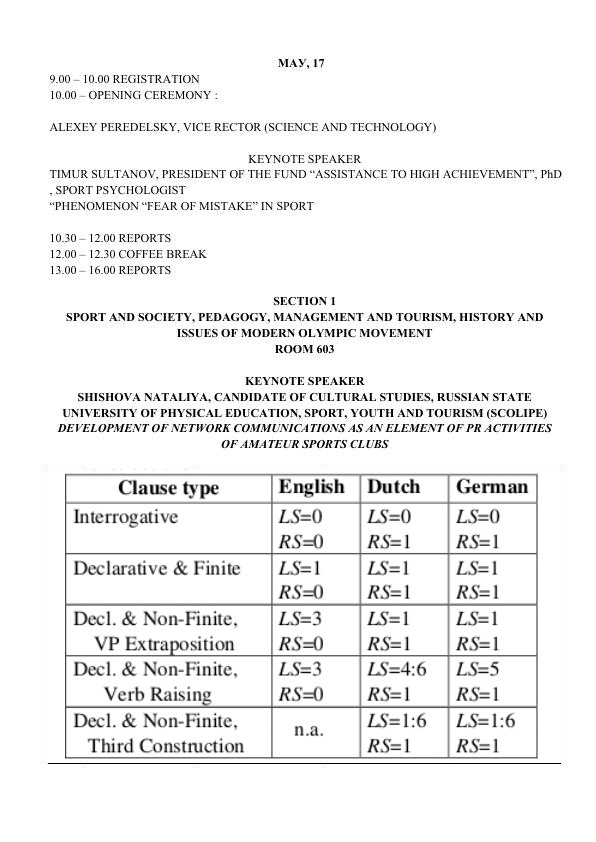 МАУ, 17
9.00 – 10.00 REGISTRATION
10.00 – OPENING CEREMONY :
ALEXEY PEREDELSKY, VICE RECTOR (SCIENCE AND TECHNOLOGY)
KEYNOTE SPEAKER
TIMUR SULTANOV, PRESIDENT OF THE FUND “ASSISTANCE TO HIGH ACHIEVEMENT”, PhD
, SPORT PSYCHOLOGIST
“PHENOMENON “FEAR OF MISTAKE” IN SPORT
10.30 – 12.00 REPORTS
12.00 – 12.30 COFFEE BREAK
13.00 – 16.00 REPORTS
SECTION 1
SPORT AND SOCIETY, PEDAGOGY, MANAGEMENT AND TOURISM, HISTORY AND
ISSUES OF MODERN OLYMPIC MOVEMENT
ROOM 603
KEYNOTE SPEAKER
SHISHOVA NATALIYA, CANDIDATE OF CULTURAL STUDIES, RUSSIAN STATE
UNIVERSITY OF PHYSICAL EDUCATION, SPORT, YOUTH AND TOURISM (SCOLIPE)
DEVELOPMENT OF NETWORK COMMUNICATIONS AS AN ELEMENT OF PR ACTIVITIES
OF AMATEUR SPORTS CLUBS
Clause type English Dutch German
Interrogative LS=0 LS=0 LS=0
RS=0 RS=1 RS=1
Declarative & Finite LS=1 LS=1 LS=1
RS=0 RS=1 RS=1
Decl. & Non-Finite, LS=3 LS=1 LS=1
VP Extraposition RS=0 RS=1 RS=1
Decl. & Non-Finite, LS=3 LS=4:6 LS=5
Verb Raising RS=0 RS=1 RS=1
Decl. & Non-Finite, n.a. LS=1:6 LS=1:6
Third Construction RS=1 RS=1